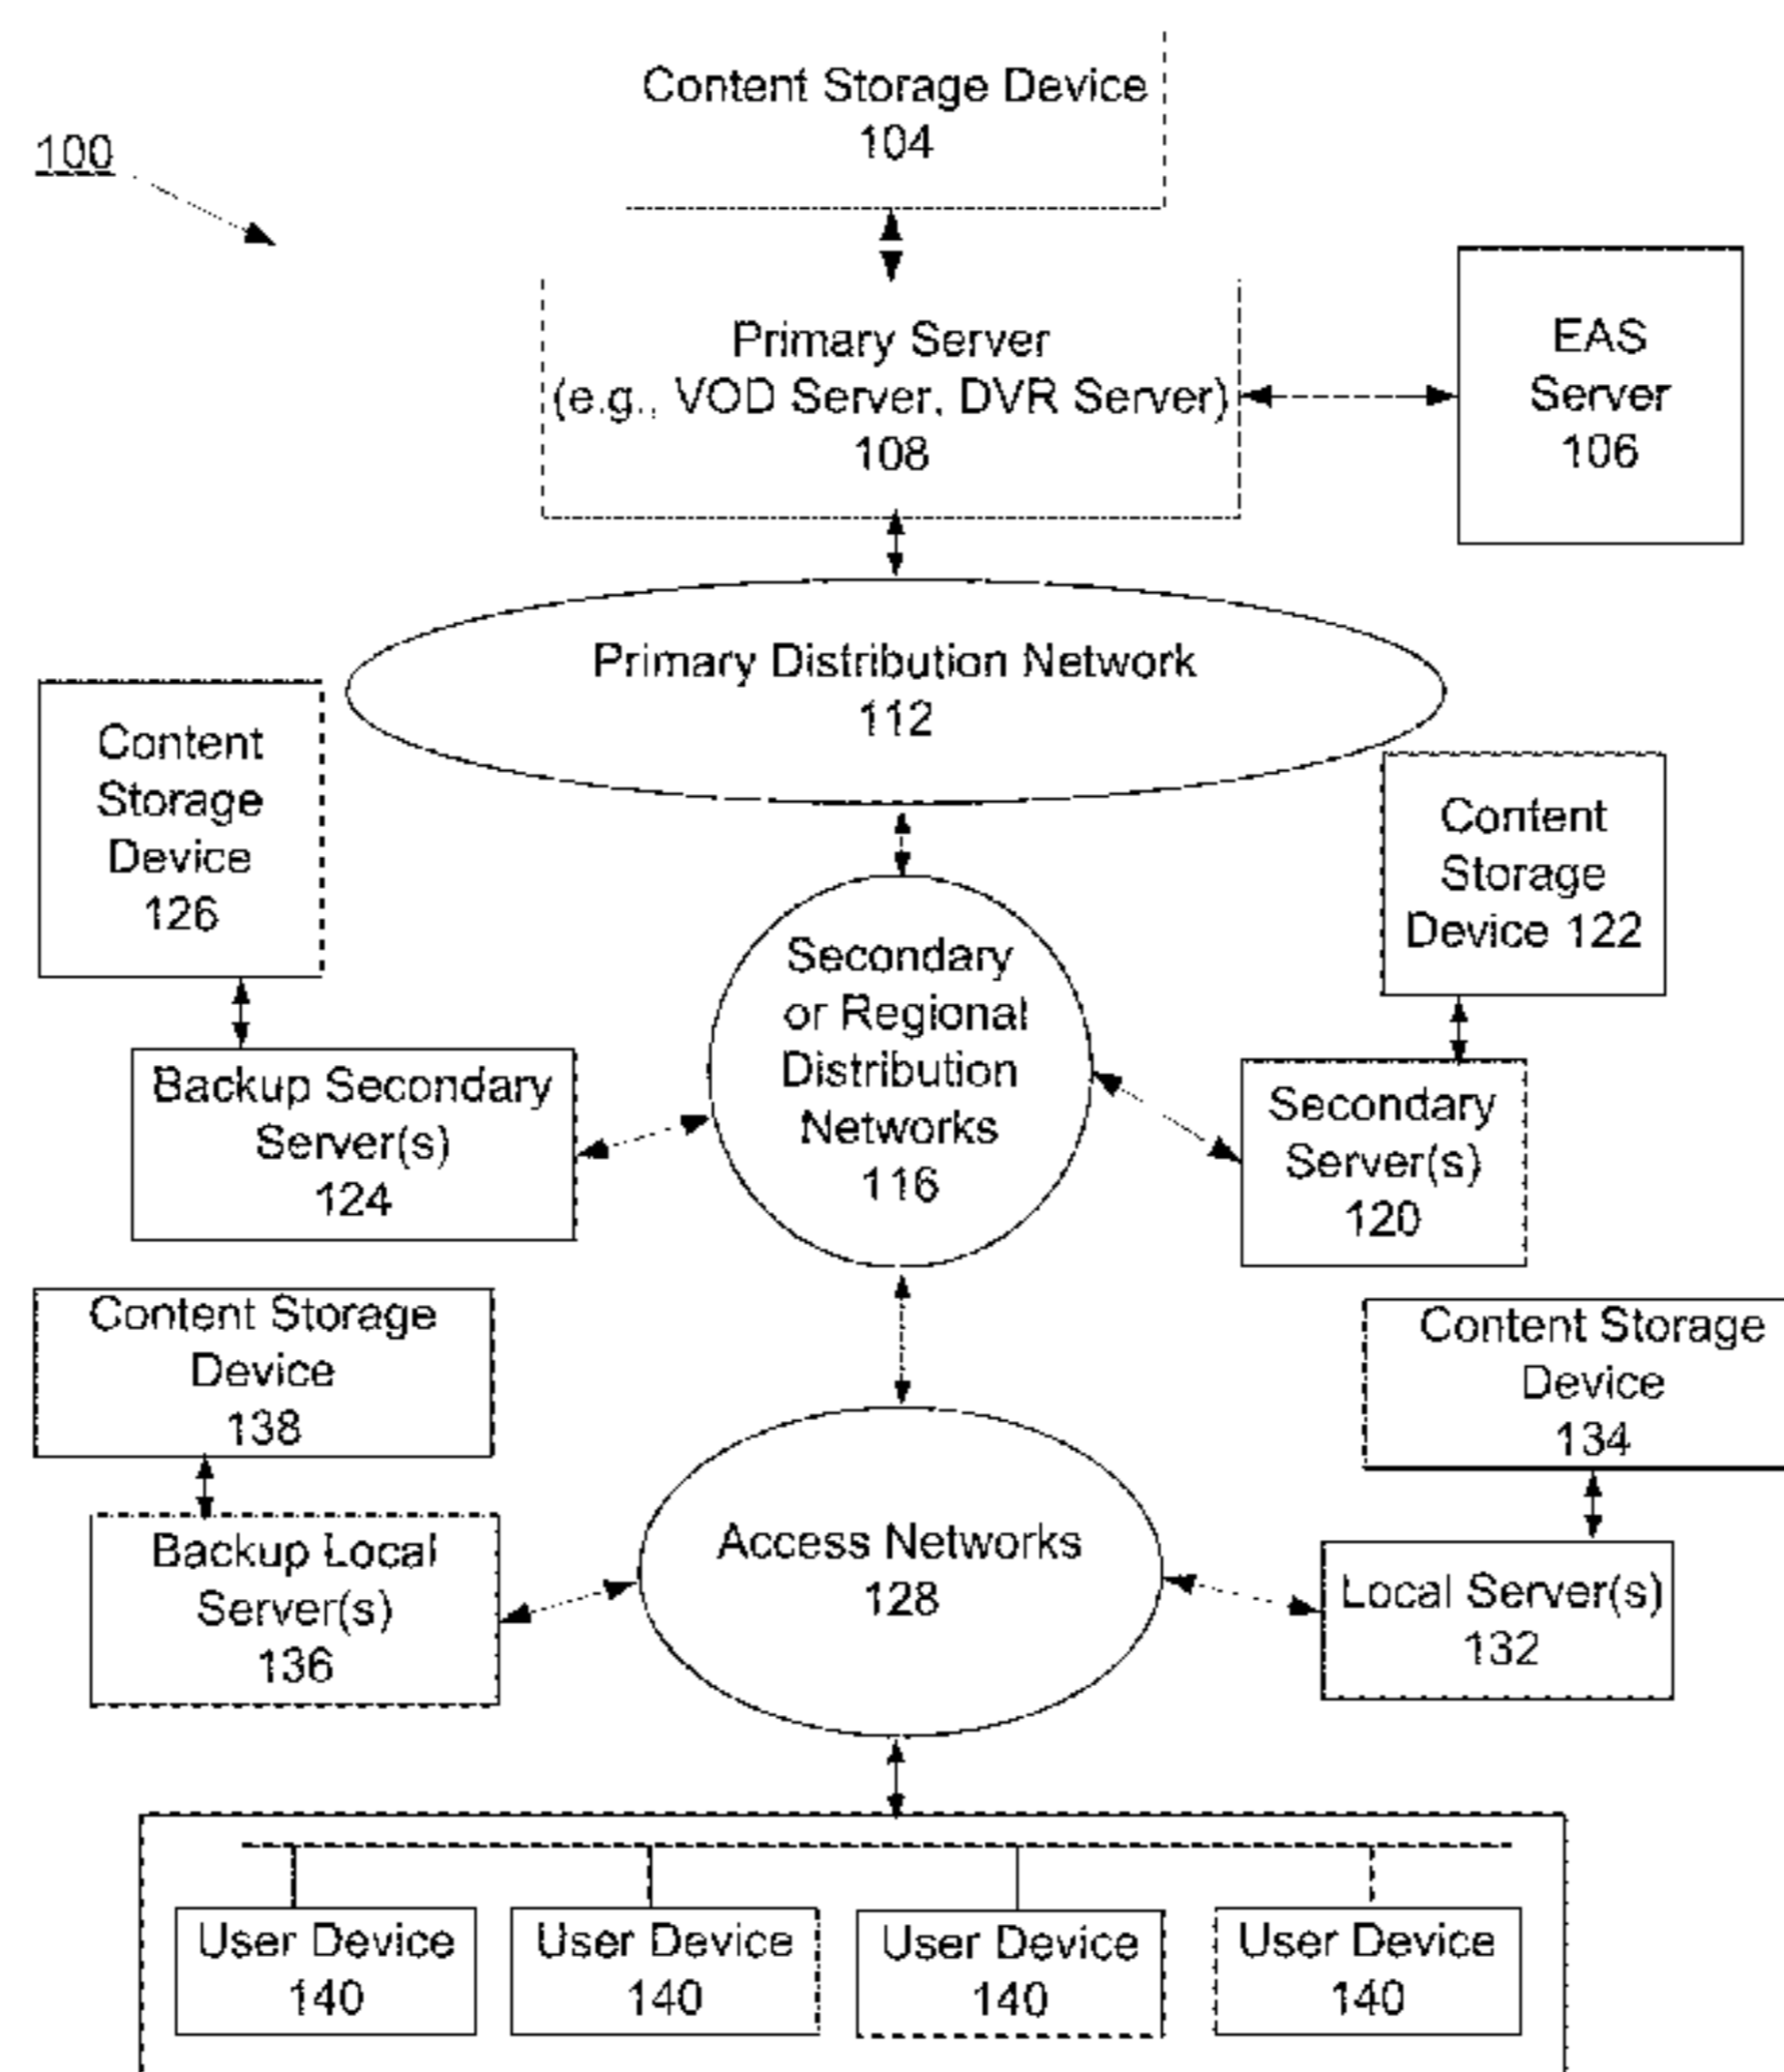 Content Storage Device
104
100
Primary Server
(e.g., VOD Server, DVR Server)
108
EAS
Server
106
Primary Distribution Network
112
Content
Storage
Device
126
Content
Storage
Device 122
Secondary
or Regional
Distribution
Networks
116
Backup Secondary
Server(s)
124
Secondary
Server(s)
120
Content Storage
Device
138
Content Storage
Device
134
Backup Local
Server(s)
136
Access Networks
128
Local Server(s)
132
User Device
140
User Device
140
User Device
140
User Device
140